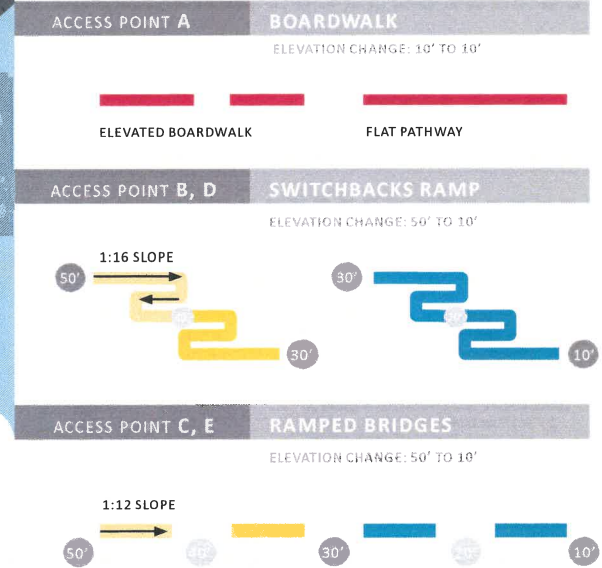 ACCESS POINT A BOARDWALK
ELEVATION CHANGE: 10' TO 10'
ELEVATED BOARDWALK FLAT PATHWAY
ACCESS POINT B, D SWITCHBACKS RAMP
ELEVATION CHANGE: 50' TO 10'
1:16 SLOPE
50' 30'
30' 10'
ACCESS POINT C, E RAMPED BRIDGES
ELEVATION CHANGE: 50' TO 10'
1:12 SLOPE
50' 40' 30' 20' 10'